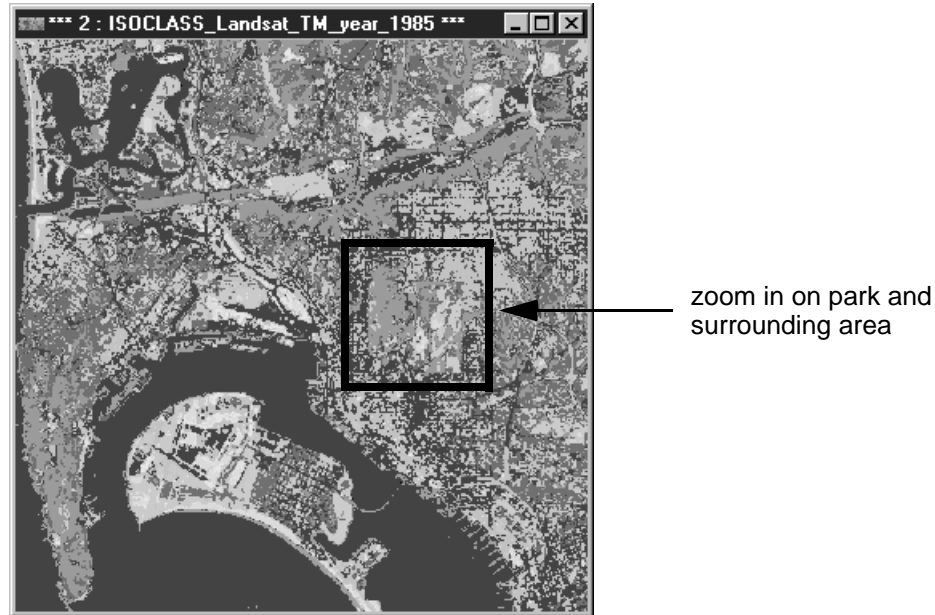 *** 2 : ISOCLASS_Landsat_TM_year_1985 ***
zoom in on park and
surrounding area